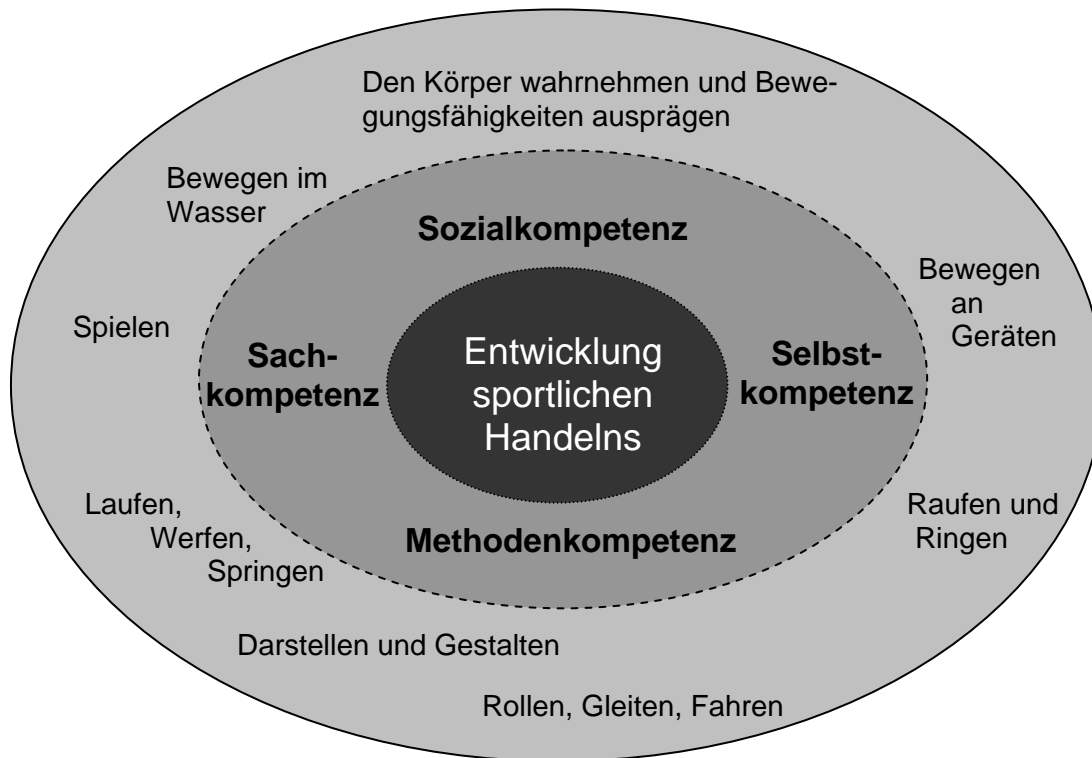 Den Körper wahrnehmen und Bewe-
gungsfähigkeiten ausprägen
Bewegen im
Wasser
Sozialkompetenz
Bewegen
an
Geräten
Spielen
Sach-
kompetenz
Entwicklung
sportlichen
Handelns
Selbst-
kompetenz
Laufen,
Werfen,
Springen
Methodenkompetenz
Raufen und
Ringen
Darstellen und Gestalten
Rollen, Gleiten, Fahren